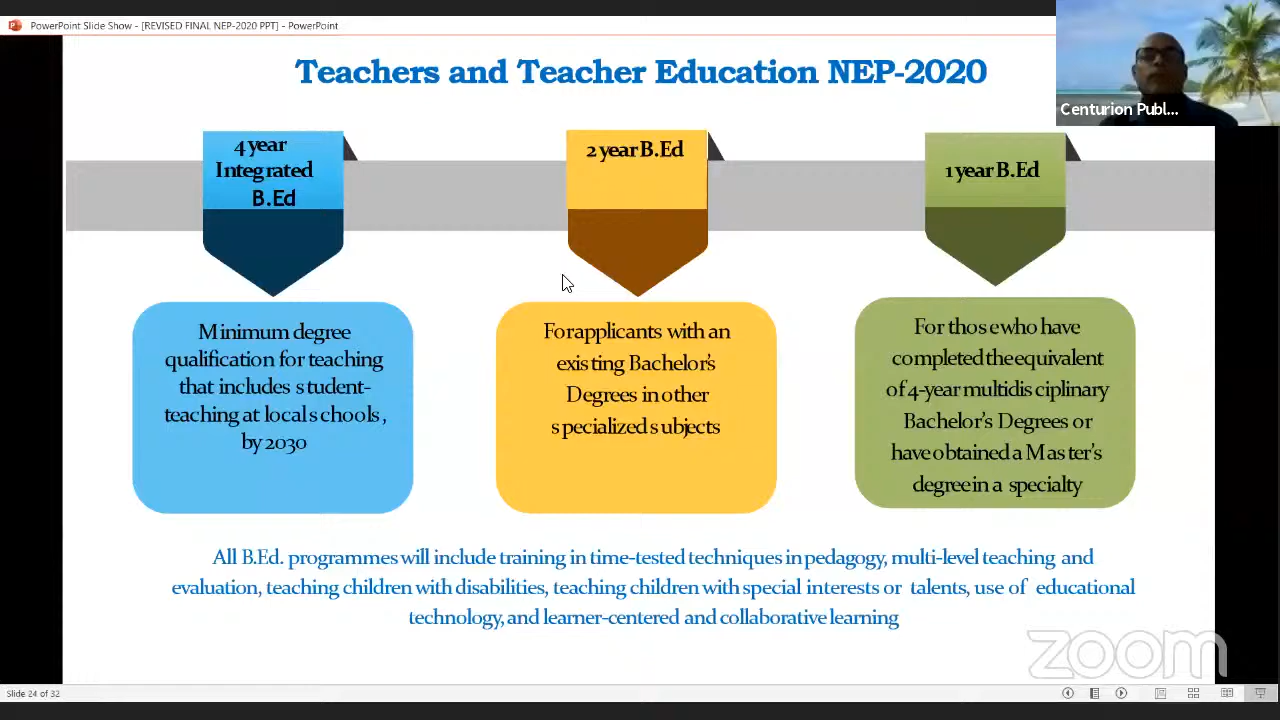 PowerPoint Slide Show - [REVISED FINAL NEP-2020 PPT] - PowerPoint
Centurion Publ...
Teachers and Teacher Education NEP-2020
4 year
Integrated
B.Ed
2 year B.Ed
1 year B.Ed
Minimum degree
qualification for teaching
that includes student-
teaching at local schools,
by 2030
For applicants with an
existing Bachelor's
Degrees in other
specialized subjects
For those who have
completed the equivalent
of 4-year multidisciplinary
Bachelor's Degrees or
have obtained a Master's
degree in a specialty
All B.Ed. programmes will include training in time-tested techniques in pedagogy, multi-level teaching and
evaluation, teaching children with disabilities, teaching children with special interests or talents, use of educational
technology, and learner-centered and collaborative learning
zoom
Slide 24 of 32